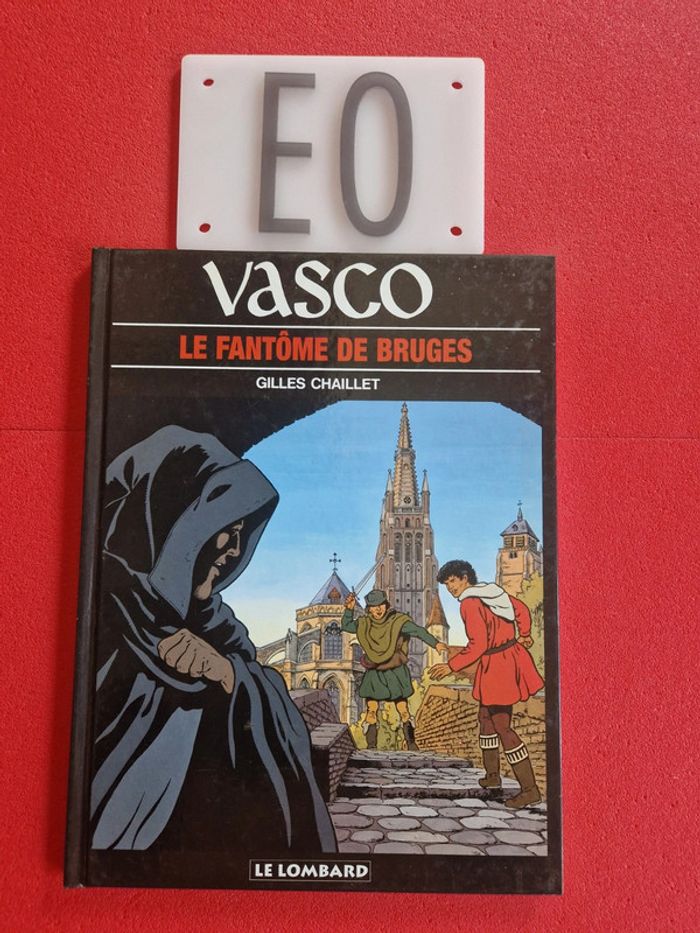 EO
VASCO
LE FANTÔME DE BRUGES
GILLES CHAILLET
LE LOMBARD